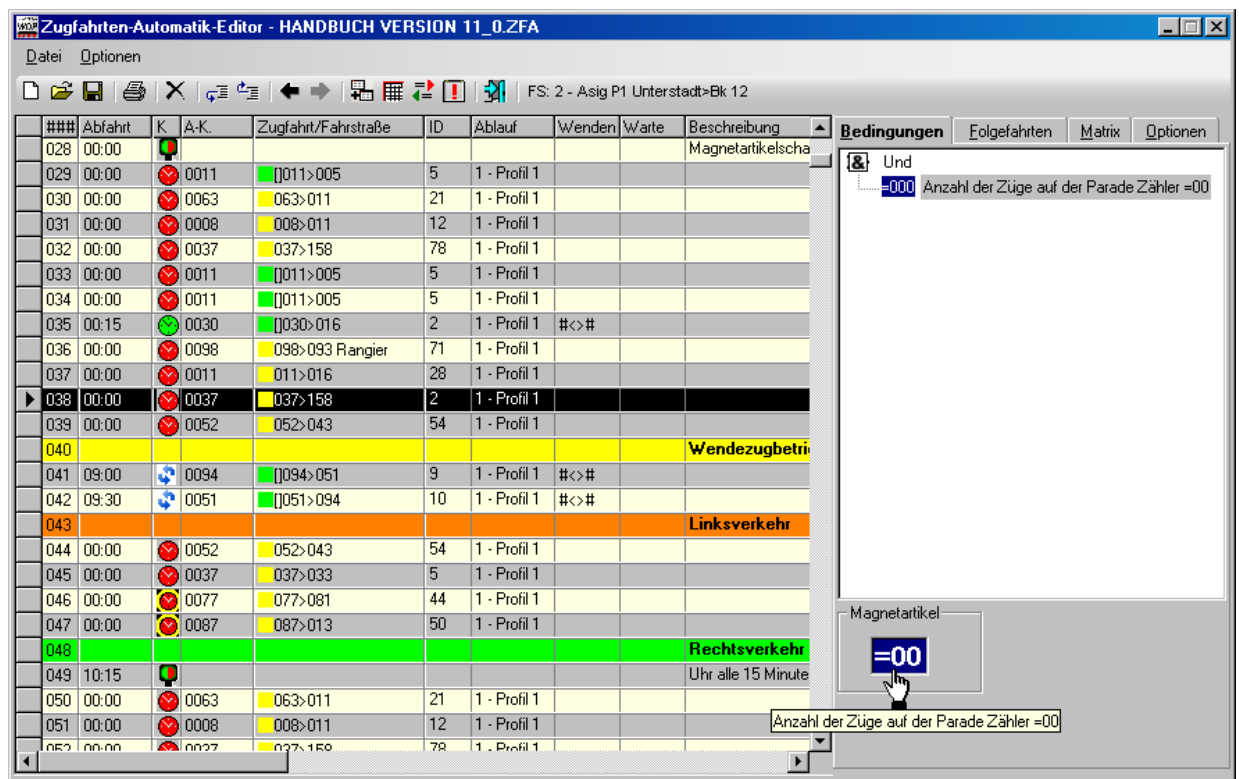 Zugfahrten-Automatik-Editor - HANDBUCH VERSION 11_0.ZFA
Datei Optionen
FS: 2 - Asig P1 Unterstadt>Bk 12
### Abfahrt K A-K. Zugfahrt/Fahrstraße ID Ablauf Wenden Warte Beschreibung
028 00:00 Magnetartikelscha
029 00:00 0011 []011>005 5 1 - Profil 1
030 00:00 0063 063>011 21 1 - Profil 1
031 00:00 0008 008>011 12 1 - Profil 1
032 00:00 0037 037>158 78 1 - Profil 1
033 00:00 0011 []011>005 5 1 - Profil 1
034 00:00 0011 []011>005 5 1 - Profil 1
035 00:15 0030 []030>016 2 1 - Profil 1 #<>#
036 00:00 0098 098>093 Rangier 71 1 - Profil 1
037 00:00 0011 011>016 28 1 - Profil 1
038 00:00 0037 037>158 2 1 - Profil 1
039 00:00 0052 052>043 54 1 - Profil 1
040 Wendezugbetri
041 09:00 0094 []094>051 9 1 - Profil 1 #<>#
042 09:30 0051 []051>094 10 1 - Profil 1 #<>#
043 Linksverkehr
044 00:00 0052 052>043 54 1 - Profil 1
045 00:00 0037 037>033 5 1 - Profil 1
046 00:00 0077 077>081 44 1 - Profil 1
047 00:00 0087 087>013 50 1 - Profil 1
048 Rechtsverkehr
049 10:15 Uhr alle 15 Minute
050 00:00 0063 063>011 21 1 - Profil 1
051 00:00 0008 008>011 12 1 - Profil 1
052 00:00 0037 037>158 78 1 - Profil 1
Bedingungen Folgefahrten Matrix Optionen
& Und
=000 Anzahl der Züge auf der Parade Zähler =00
Magnetartikel
=00
Anzahl der Züge auf der Parade Zähler =00